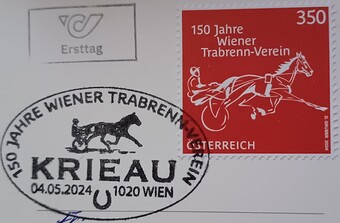 Ersttag
350
150 Jahre
Wiener
Trabrenn-Verein
ÖSTERREICH
150 JAHRE WIENER TRABRENN-VEREIN
KRIEAU
04.05.2024
1020 WIEN